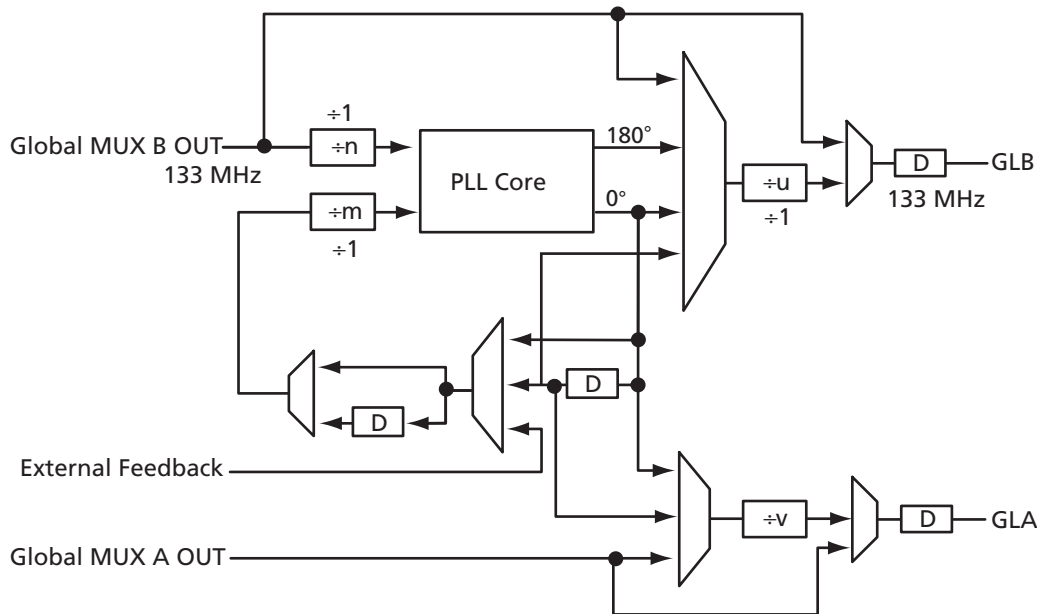 ÷1
Global MUX B OUT
÷n
180°
133 MHz
PLL Core
÷m
0°
÷1
÷u
÷1
D
GLB
133 MHz
D
D
External Feedback
÷v
D
GLA
Global MUX A OUT